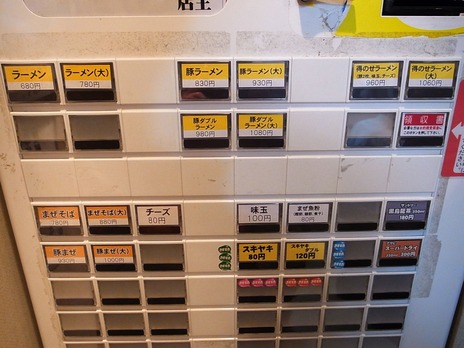 店主
ラーメン
680円
ラーメン(大)
780円
豚ラーメン
830円
豚ラーメン(大)
930円
得のせラーメン
960円
得のせラーメン
(大)
1060円
豚ダブル
ラーメン
980円
豚ダブル
ラーメン(大)
1080円
領収書
まぜそば
780円
まぜそば(大)
880円
チーズ
80円
味玉
100円
まぜ魚粉
80円
黒烏龍茶
豚まぜ
930円
豚まぜ(大)
1000円
スキヤキ
80円
スキヤキ
ダブル
120円
スーパードライ
300円